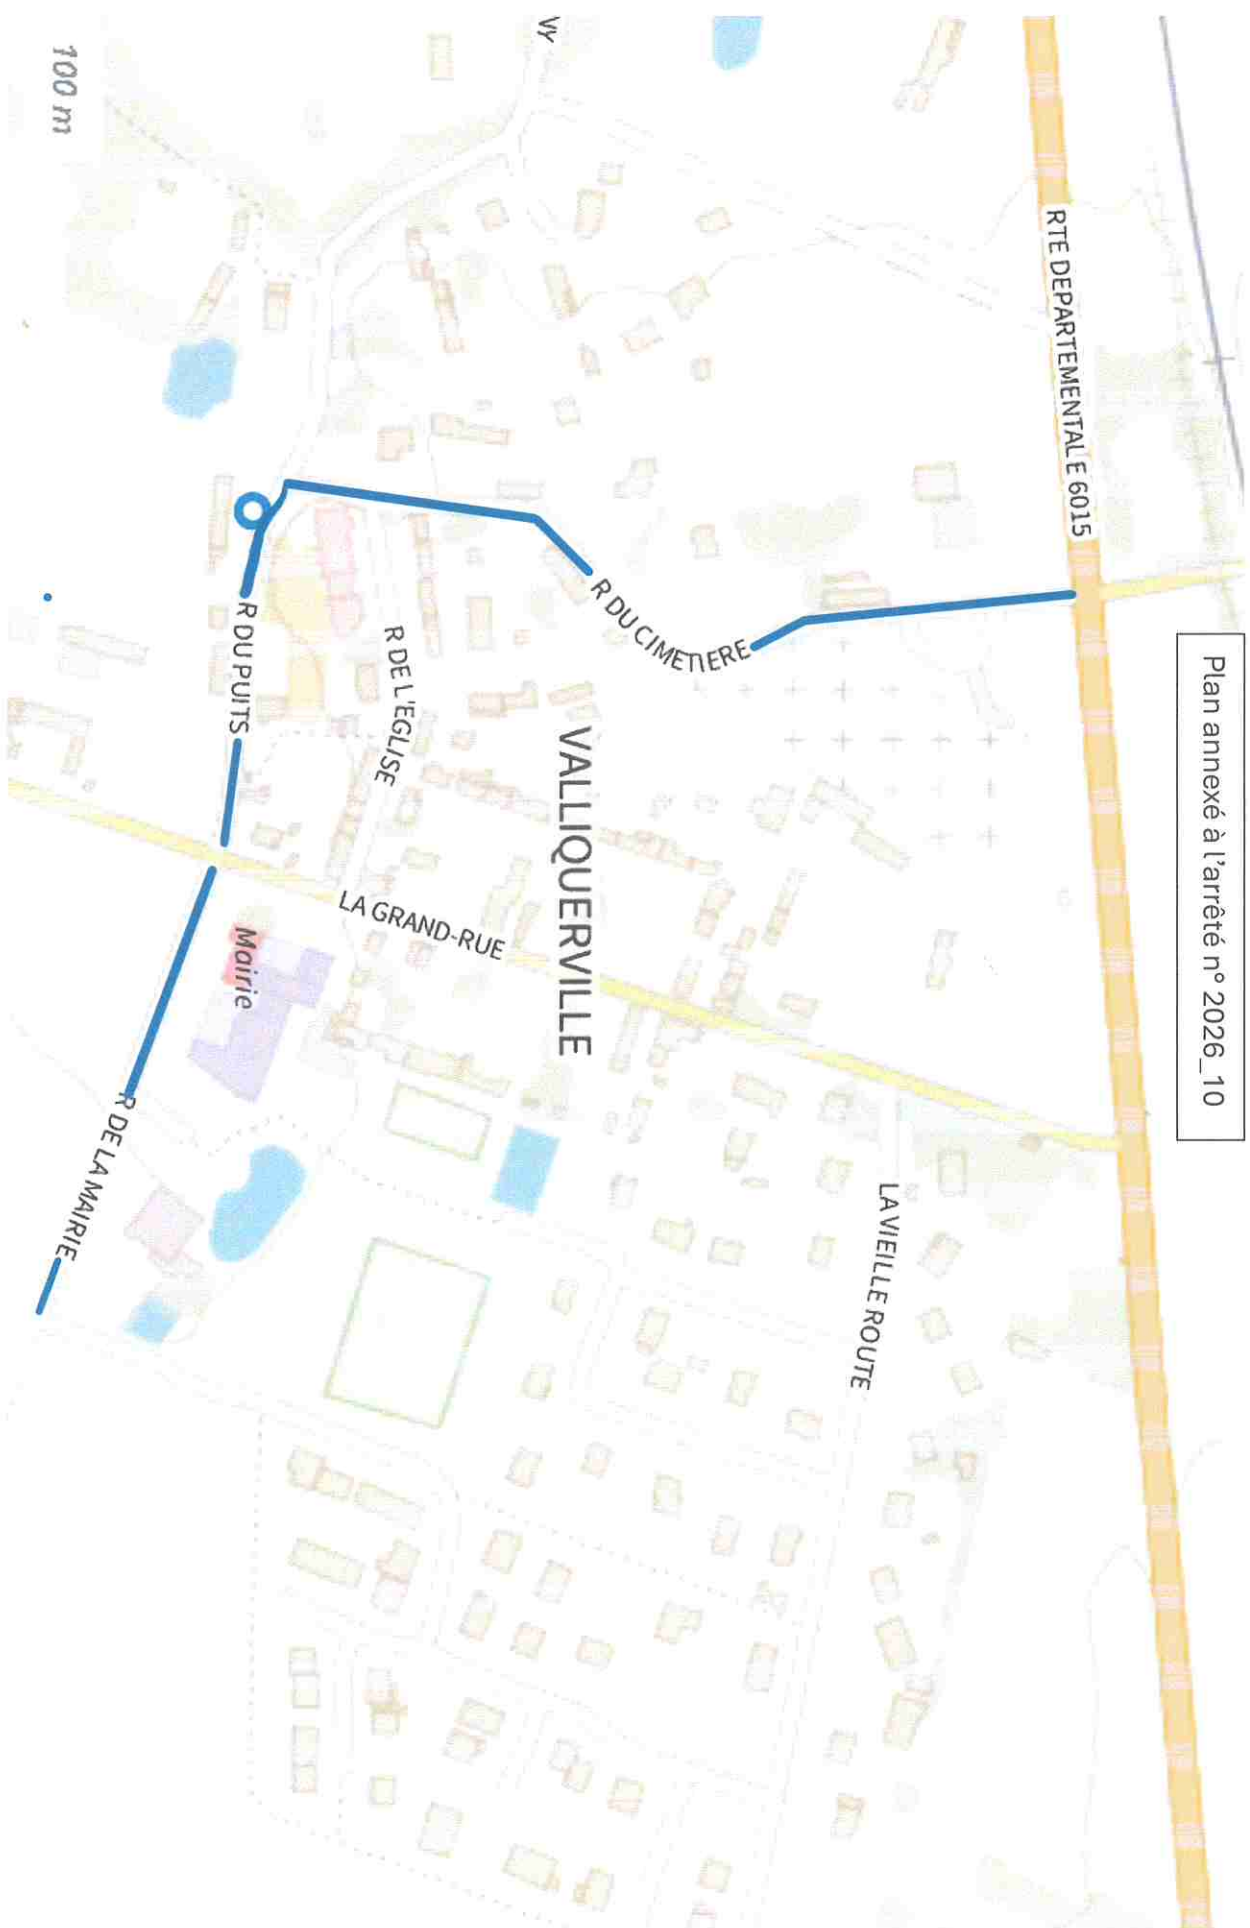 Plan annexé à l'arrêté n° 2026_10
RTE DEPARTEMENTALE 6015
R DU CIMETIERE
R DE L'EGLISE
R DU PUITS
VALLIQUERVILLE
LA GRAND-RUE
Mairie
R DE LA MAIRIE
LA VIEILLE ROUTE
VY
100 m